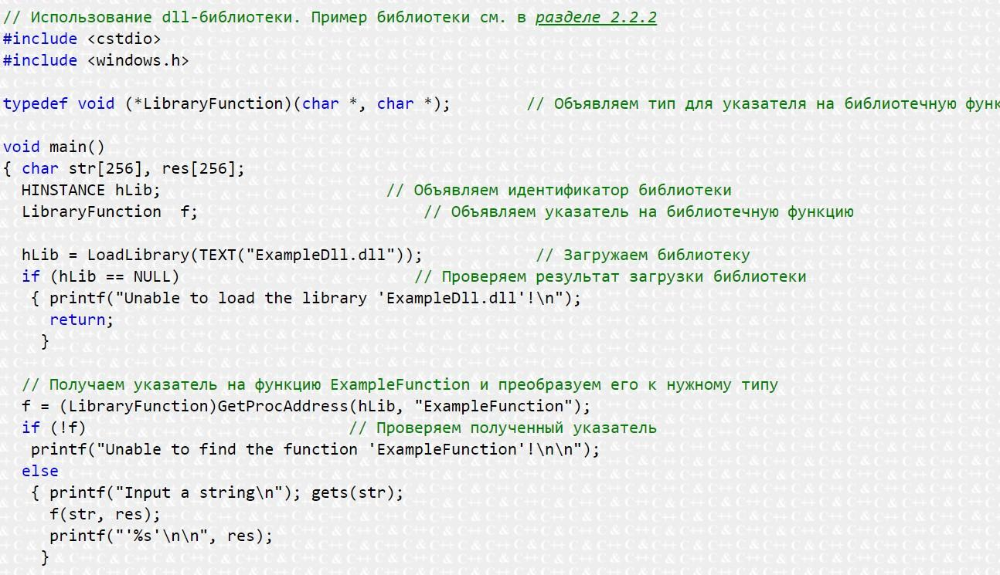 // Использование dll-библиотеки. Пример библиотеки см. в разделе 2.2.2
#include <cstdio>
#include <windows.h>
typedef void (*LibraryFunction)(char *, char *);         // Объявляем тип для указателя на библиотечную функ
void main()
{ char str[256], res[256];
  HINSTANCE hLib;                         // Объявляем идентификатор библиотеки
  LibraryFunction  f;                         // Объявляем указатель на библиотечную функцию
  hLib = LoadLibrary(TEXT("ExampleDll.dll"));             // Загружаем библиотеку
  if (hLib == NULL)                          // Проверяем результат загрузки библиотеки
   { printf("Unable to load the library 'ExampleDll.dll'!\n");
     return;
    }
  // Получаем указатель на функцию ExampleFunction и преобразуем его к нужному типу
  f = (LibraryFunction)GetProcAddress(hLib, "ExampleFunction");
  if (!f)                             // Проверяем полученный указатель
   printf("Unable to find the function 'ExampleFunction'!\n\n");
  else
   { printf("Input a string\n"); gets(str);
     f(str, res);
     printf("'%s'\n\n", res);
    }